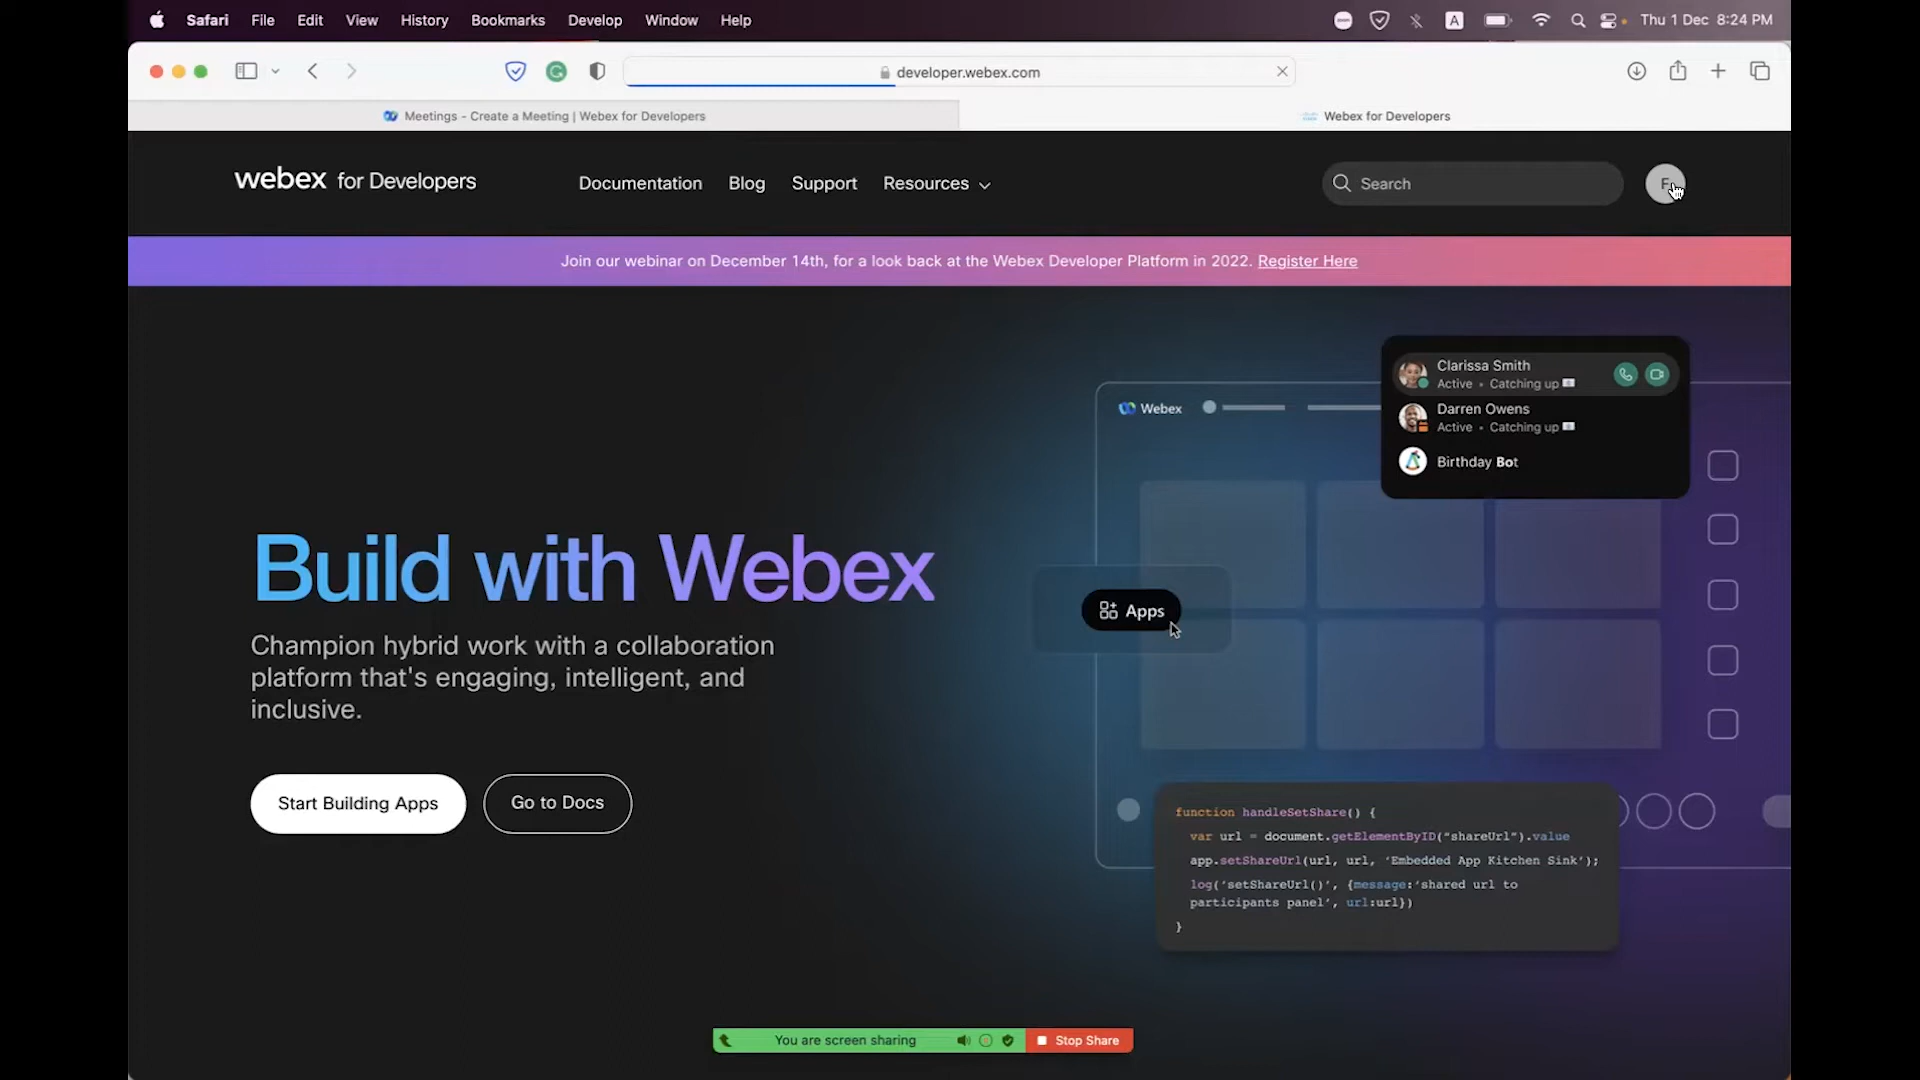 Safari File Edit View History Bookmarks Develop Window Help
A
Thu 1 Dec 8:24 PM
developer.webex.com
Meetings - Create a Meeting | Webex for Developers
Webex for Developers
webex for Developers
Documentation Blog Support Resources
Search
Join our webinar on December 14th, for a look back at the Webex Developer Platform in 2022. Register Here
Clarissa Smith
Active • Catching up
Darren Owens
Active • Catching up
Birthday Bot
Webex
Build with Webex
Champion hybrid work with a collaboration
platform that's engaging, intelligent, and
inclusive.
Apps
Start Building Apps
Go to Docs
function handleSetShare() {
var url = document.getElementByID("shareUrl").value
app.setShareUrl(url, url, 'Embedded App Kitchen Sink');
log('setShareUrl()', {message:'shared url to
participants panel', url:url})
}
You are screen sharing
Stop Share